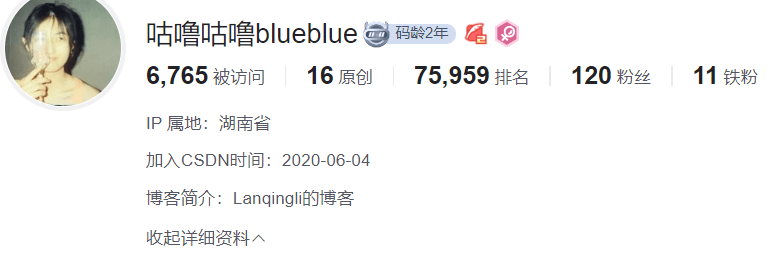 咕噜咕噜blueblue 码龄2年
6,765 被访问 16 原创 75,959 排名 120 粉丝 11 铁粉
IP 属地：湖南省
加入CSDN时间：2020-06-04
博客简介：Lanqingli的博客
收起详细资料